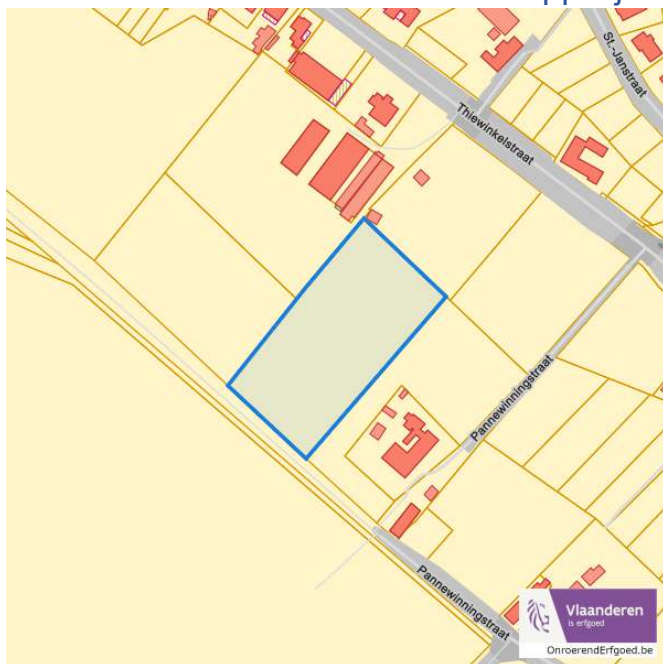 St.-Janstraat
Thiewinkelstraat
Pannewinningstraat
Pannewinningstraat
Vlaanderen
is erfgoed
OnroerendErfgoed.be